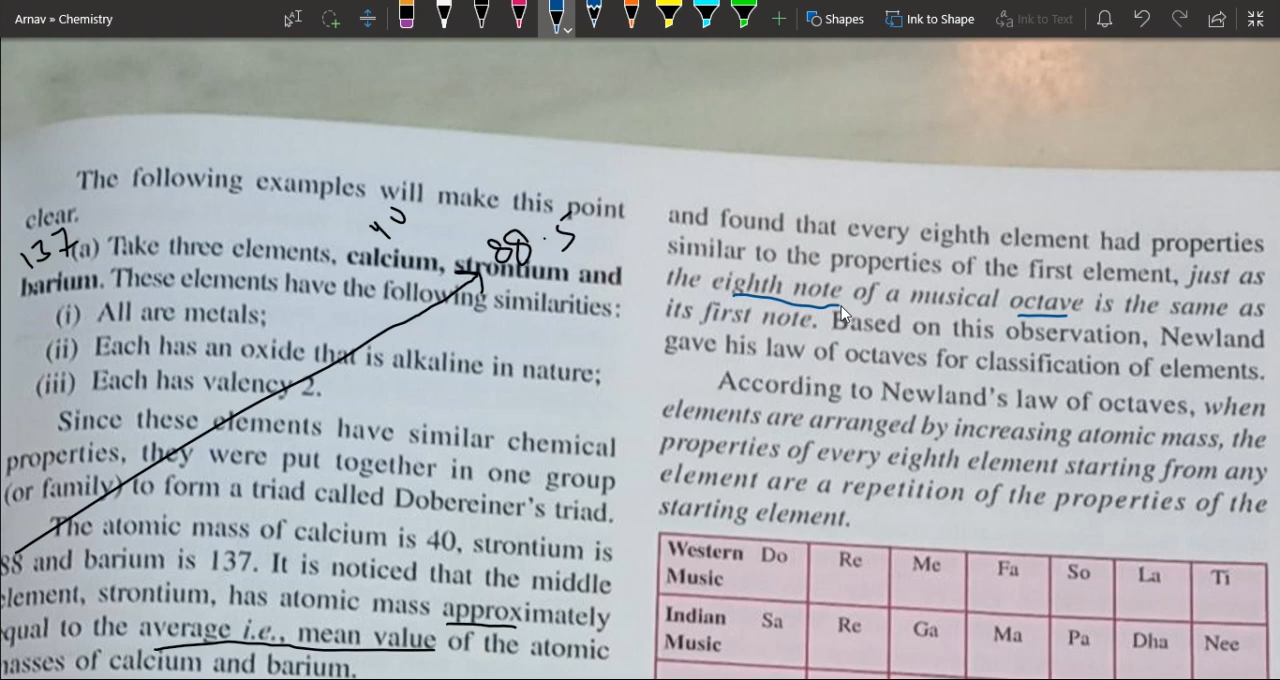 Arnav » Chemistry
Shapes
Ink to Shape
Ink to Text
The following examples will make this point
clear.
40
137
88.5
(a) Take three elements, calcium, strontium and
barium. These elements have the following similarities:
(i) All are metals;
(ii) Each has an oxide that is alkaline in nature;
(iii) Each has valency 2.
Since these elements have similar chemical
properties, they were put together in one group
(or family) to form a triad called Dobereiner's triad.
The atomic mass of calcium is 40, strontium is
88 and barium is 137. It is noticed that the middle
element, strontium, has atomic mass approximately
equal to the average i.e., mean value of the atomic
masses of calcium and barium.
and found that every eighth element had properties
similar to the properties of the first element, just as
the eighth note of a musical octave is the same as
its first note. Based on this observation, Newland
gave his law of octaves for classification of elements.
According to Newland's law of octaves, when
elements are arranged by increasing atomic mass, the
properties of every eighth element starting from any
element are a repetition of the properties of the
starting element.
Western Music Do Re Me Fa So La Ti
Indian Music Sa Re Ga Ma Pa Dha Nee